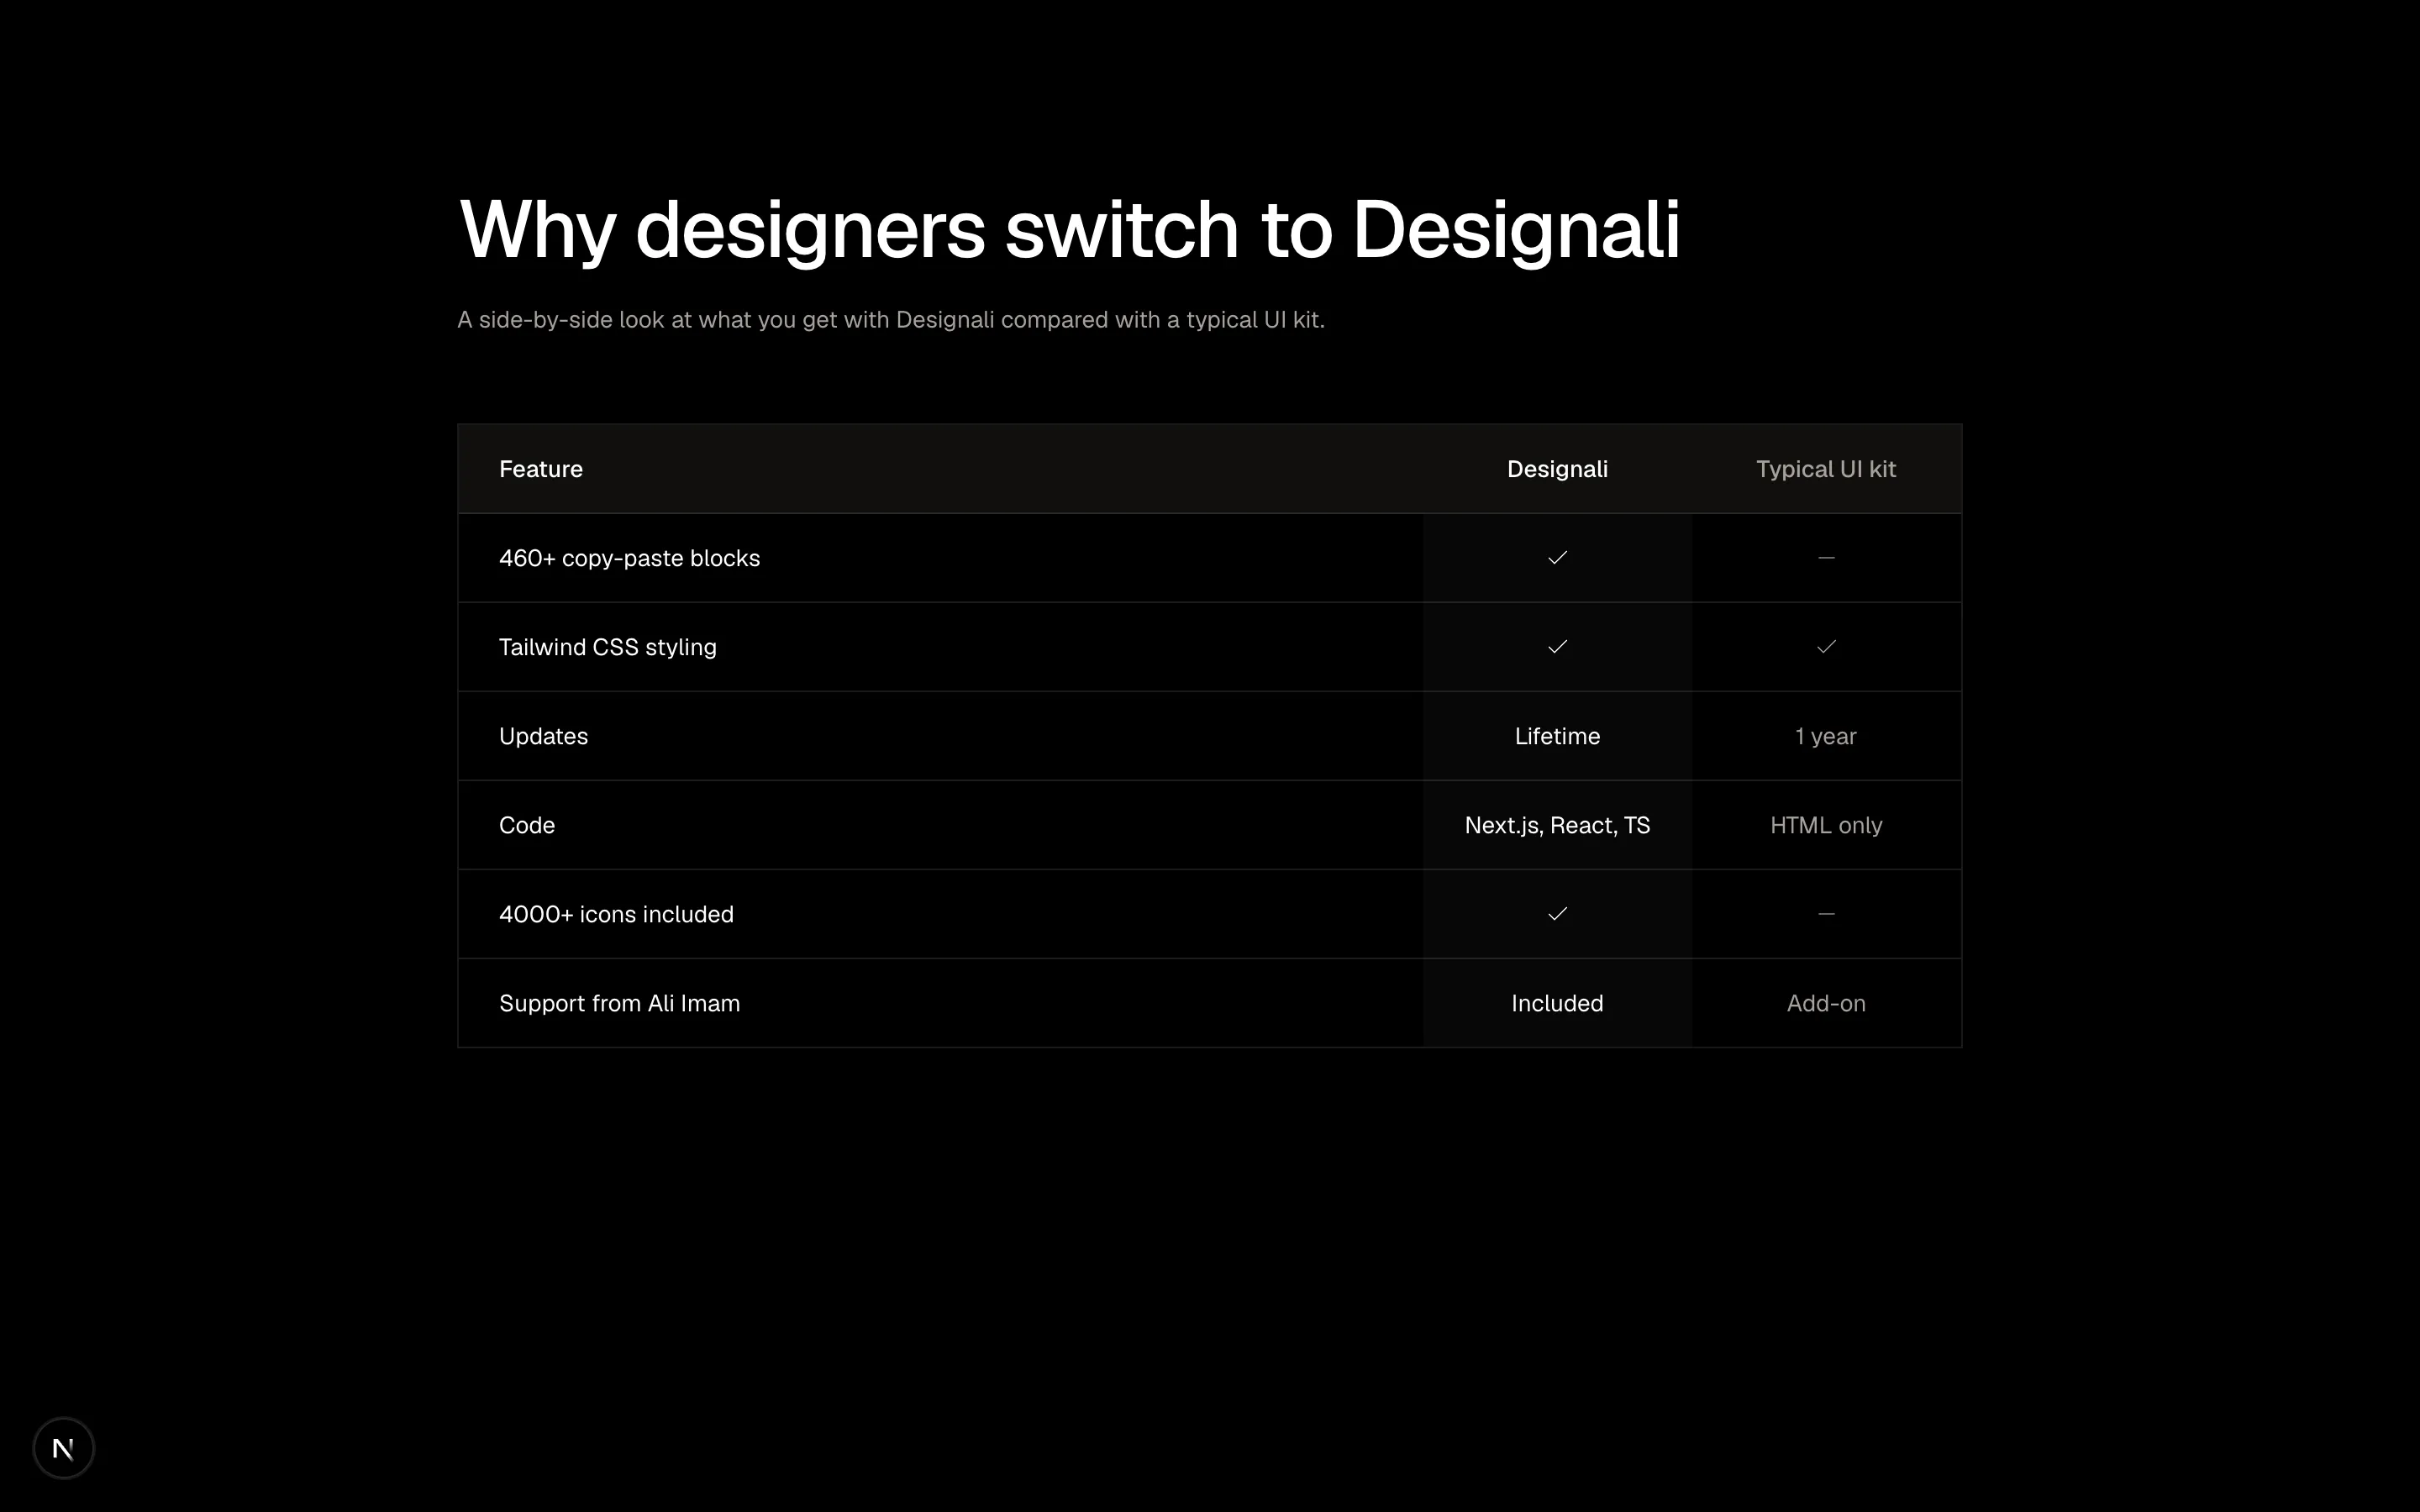 Why designers switch to Designali
A side-by-side look at what you get with Designali compared with a typical UI kit.
Feature Designali Typical UI kit
460+ copy-paste blocks ✓ —
Tailwind CSS styling ✓ ✓
Updates Lifetime 1 year
Code Next.js, React, TS HTML only
4000+ icons included ✓ —
Support from Ali Imam Included Add-on
N